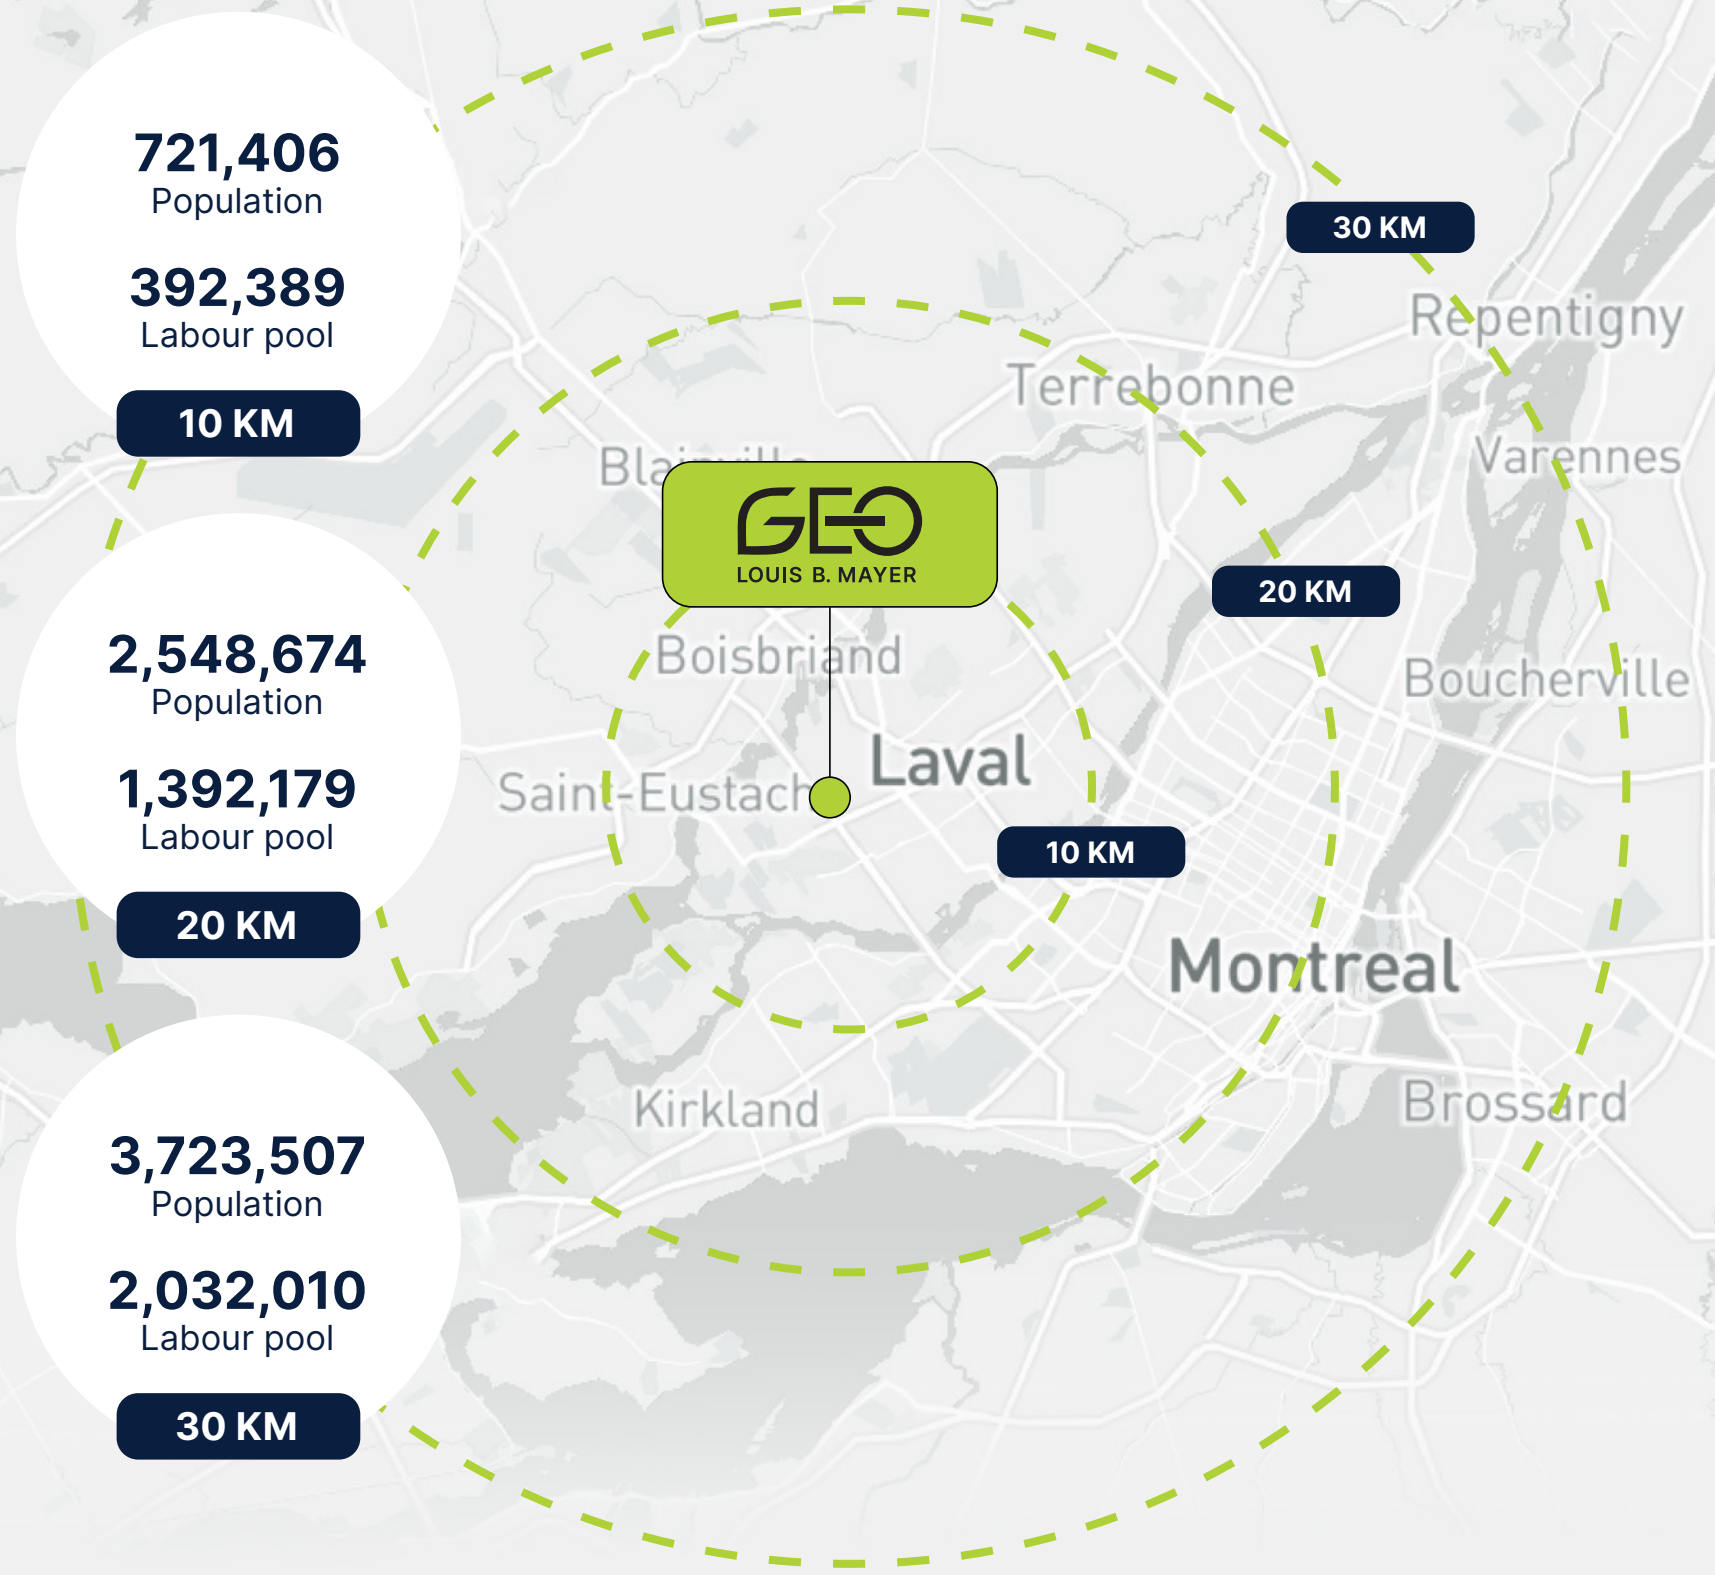 721,406
Population
392,389
Labour pool
10 KM
2,548,674
Population
1,392,179
Labour pool
20 KM
3,723,507
Population
2,032,010
Labour pool
30 KM
30 KM
Repentigny
Terrebonne
Varennes
Blainville
GEO
LOUIS B. MAYER
20 KM
Boisbriand
Boucherville
Laval
Saint-Eustach
10 KM
Montreal
Kirkland
Brossard